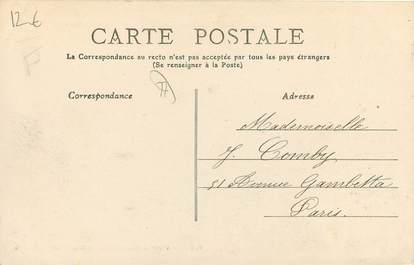 12 €
CARTE POSTALE
La Correspondance au recto n'est pas acceptée par tous les pays étrangers
(Se renseigner à la Poste)
Correspondance
Adresse
Mademoiselle
J. Comby
51 Avenue Gambetta
Paris.